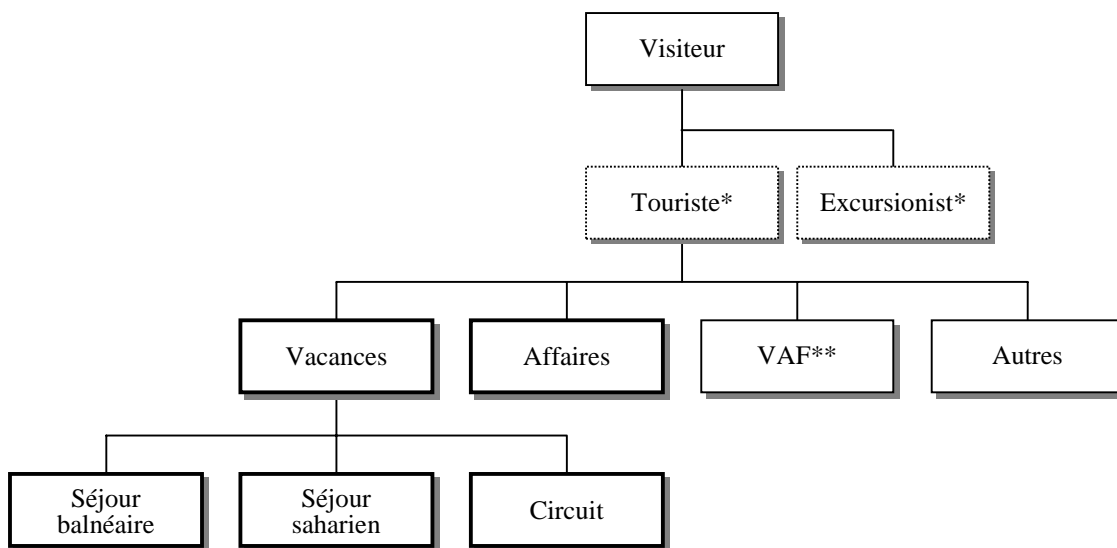 Visiteur
Touriste*
Excursionist*
Vacances
Affaires
VAF**
Autres
Séjour
balnéaire
Séjour
saharien
Circuit